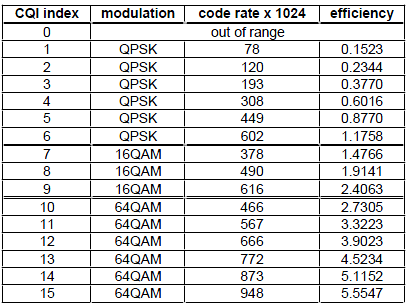 CQI index modulation code rate x 1024 efficiency
0 out of range
1 QPSK 78 0.1523
2 QPSK 120 0.2344
3 QPSK 193 0.3770
4 QPSK 308 0.6016
5 QPSK 449 0.8770
6 QPSK 602 1.1758
7 16QAM 378 1.4766
8 16QAM 490 1.9141
9 16QAM 616 2.4063
10 64QAM 466 2.7305
11 64QAM 567 3.3223
12 64QAM 666 3.9023
13 64QAM 772 4.5234
14 64QAM 873 5.1152
15 64QAM 948 5.5547